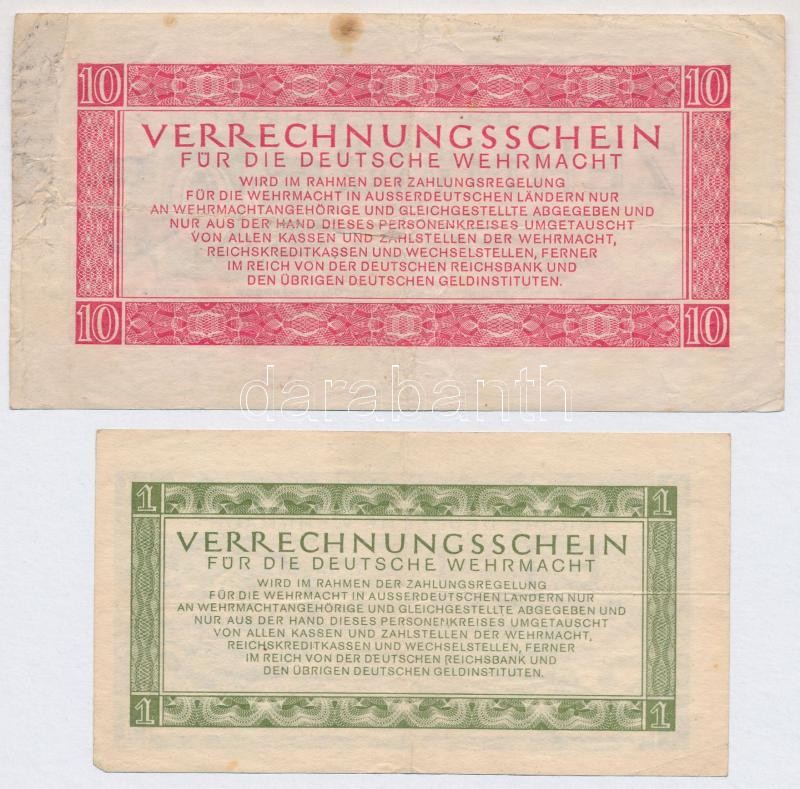 10 10
VERRECHNUNGSSCHEIN
FÜR DIE DEUTSCHE WEHRMACHT
WIRD IM RAHMEN DER ZAHLUNGSREGELUNG
FÜR DIE WEHRMACHT IN AUSSERDEUTSCHEN LÄNDERN NUR
AN WEHRMACHTANGEHÖRIGE UND GLEICHGESTELLTE ABGEGEBEN UND
NUR AUS DER HAND DIESES PERSONENKREISES UMGETAUSCHT
VON ALLEN KASSEN UND ZAHLSTELLEN DER WEHRMACHT,
REICHSKREDITKASSEN UND WECHSELSTELLEN, FERNER
IM REICH VON DER DEUTSCHEN REICHSBANK UND
DEN ÜBRIGEN DEUTSCHEN GELDINSTITUTEN.
10 10
darabanth
1 1
VERRECHNUNGSSCHEIN
FÜR DIE DEUTSCHE WEHRMACHT
WIRD IM RAHMEN DER ZAHLUNGSREGELUNG
FÜR DIE WEHRMACHT IN AUSSERDEUTSCHEN LÄNDERN NUR
AN WEHRMACHTANGEHÖRIGE UND GLEICHGESTELLTE ABGEGEBEN UND
NUR AUS DER HAND DIESES PERSONENKREISES UMGETAUSCHT
VON ALLEN KASSEN UND ZAHLSTELLEN DER WEHRMACHT,
REICHSKREDITKASSEN UND WECHSELSTELLEN, FERNER
IM REICH VON DER DEUTSCHEN REICHSBANK UND
DEN ÜBRIGEN DEUTSCHEN GELDINSTITUTEN.
1 1